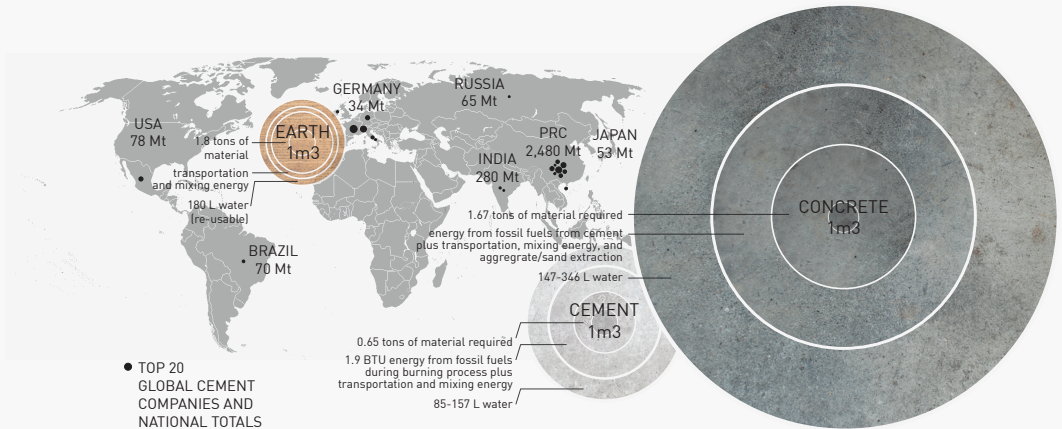 USA
78 Mt
GERMANY
34 Mt
RUSSIA
65 Mt
PRC
2,480 Mt
JAPAN
53 Mt
INDIA
280 Mt
BRAZIL
70 Mt
EARTH
1m3
1.8 tons of
material
transportation
and mixing energy
180 L water
(re-usable)
CONCRETE
1m3
1.67 tons of material required
energy from fossil fuels from cement
plus transportation, mixing energy, and
aggregrate/sand extraction
147-346 L water
CEMENT
1m3
0.65 tons of material required
1.9 BTU energy from fossil fuels
during burning process plus
transportation and mixing energy
85-157 L water
TOP 20
GLOBAL CEMENT
COMPANIES AND
NATIONAL TOTALS